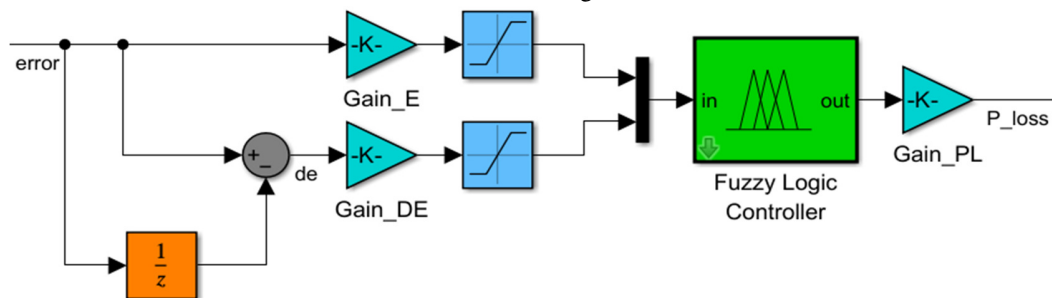 error
-K-
Gain_E
+
-
de
-K-
Gain_DE
1
z
in
out
Fuzzy Logic
Controller
-K-
Gain_PL
P_loss